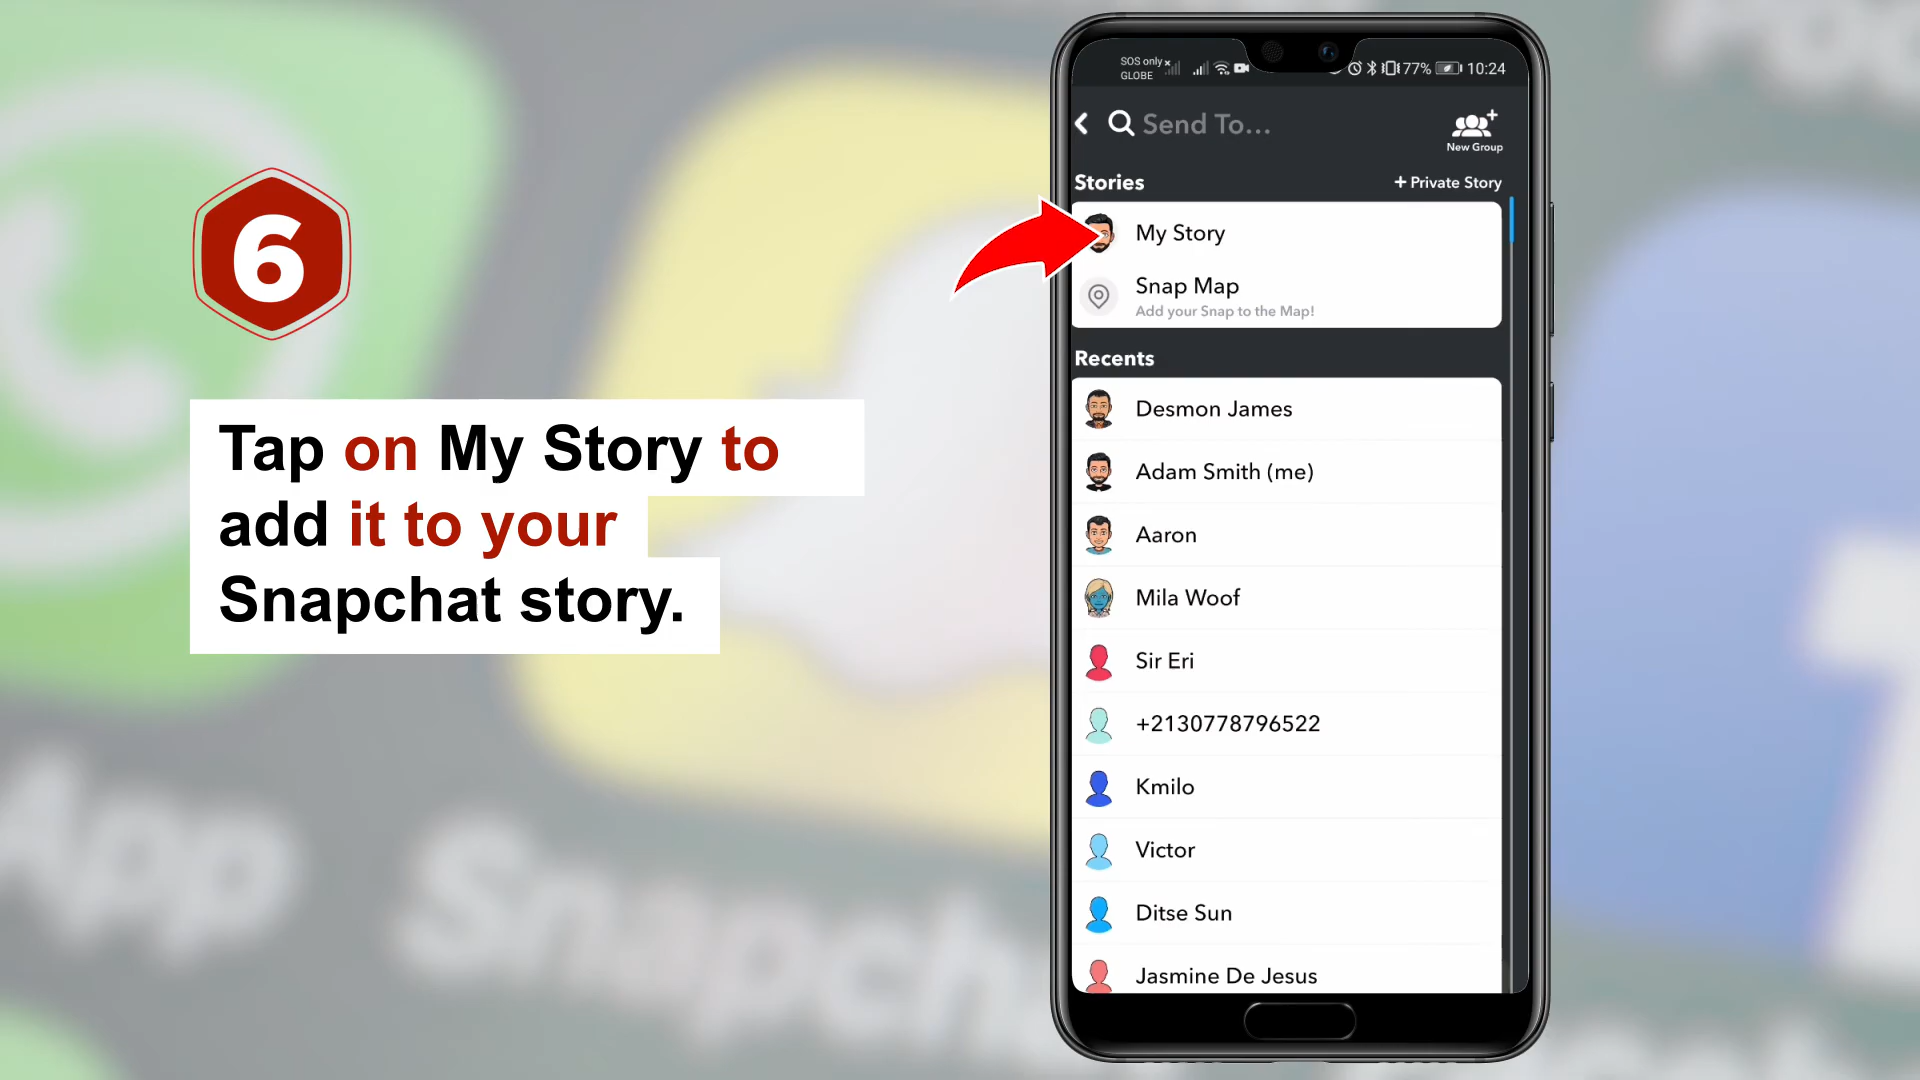 6
Tap on My Story to
add it to your
Snapchat story.
SOS only
GLOBE
77% 10:24
Send To...
New Group
Stories
+ Private Story
My Story
Snap Map
Add your Snap to the Map!
Recents
Desmon James
Adam Smith (me)
Aaron
Mila Woof
Sir Eri
+2130778796522
Kmilo
Victor
Ditse Sun
Jasmine De Jesus
App
Snapch